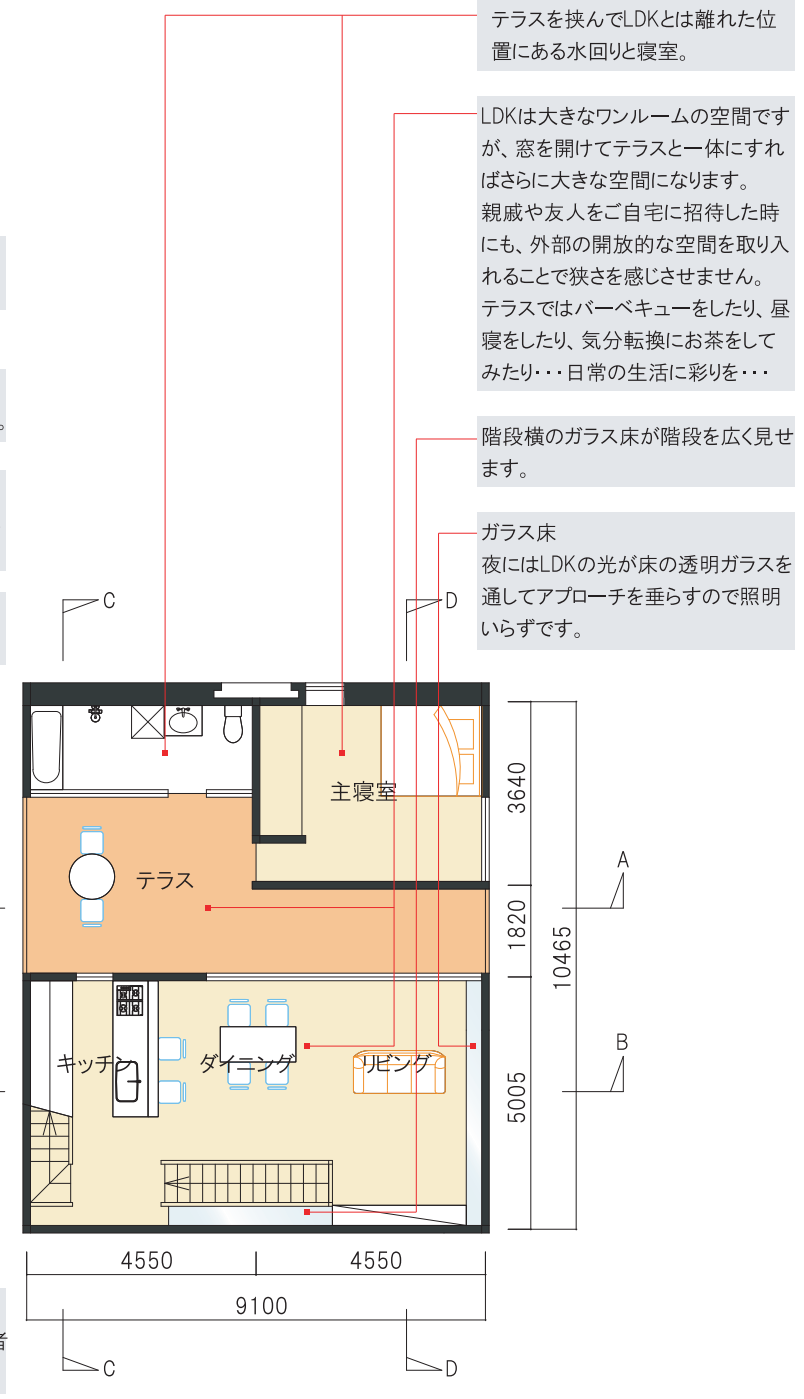 テラスを挟んでLDKとは離れた位
置にある水回りと寝室。
LDKは大きなワンルームの空間です
が、窓を開けてテラスと一体にすれ
ばさらに大きな空間になります。
親戚や友人をご自宅に招待した時
にも、外部の開放的な空間を取り入
れることで狭さを感じさせません。
テラスではバーベキューをしたり、昼
寝をしたり、気分転換にお茶をして
みたり・・・日常の生活に彩りを・・・
階段横のガラス床が階段を広く見せ
ます。
ガラス床
夜にはLDKの光が床の透明ガラスを
通してアプローチを垂らすので照明
いらずです。
。
C
D
主寝室
テラス
キッチン
ダイニング
リビング
3640
1820
5005
10465
A
B
4550
4550
9100
者
C
D